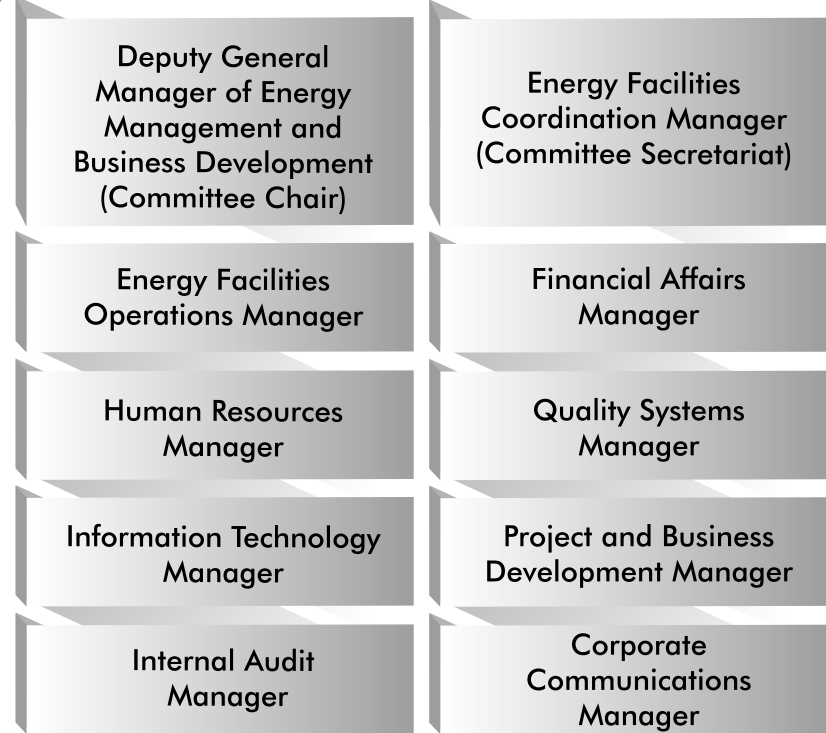 Deputy General
Manager of Energy
Management and
Business Development
(Committee Chair)
Energy Facilities
Coordination Manager
(Committee Secretariat)
Energy Facilities
Operations Manager
Financial Affairs
Manager
Human Resources
Manager
Quality Systems
Manager
Information Technology
Manager
Project and Business
Development Manager
Internal Audit
Manager
Corporate
Communications
Manager